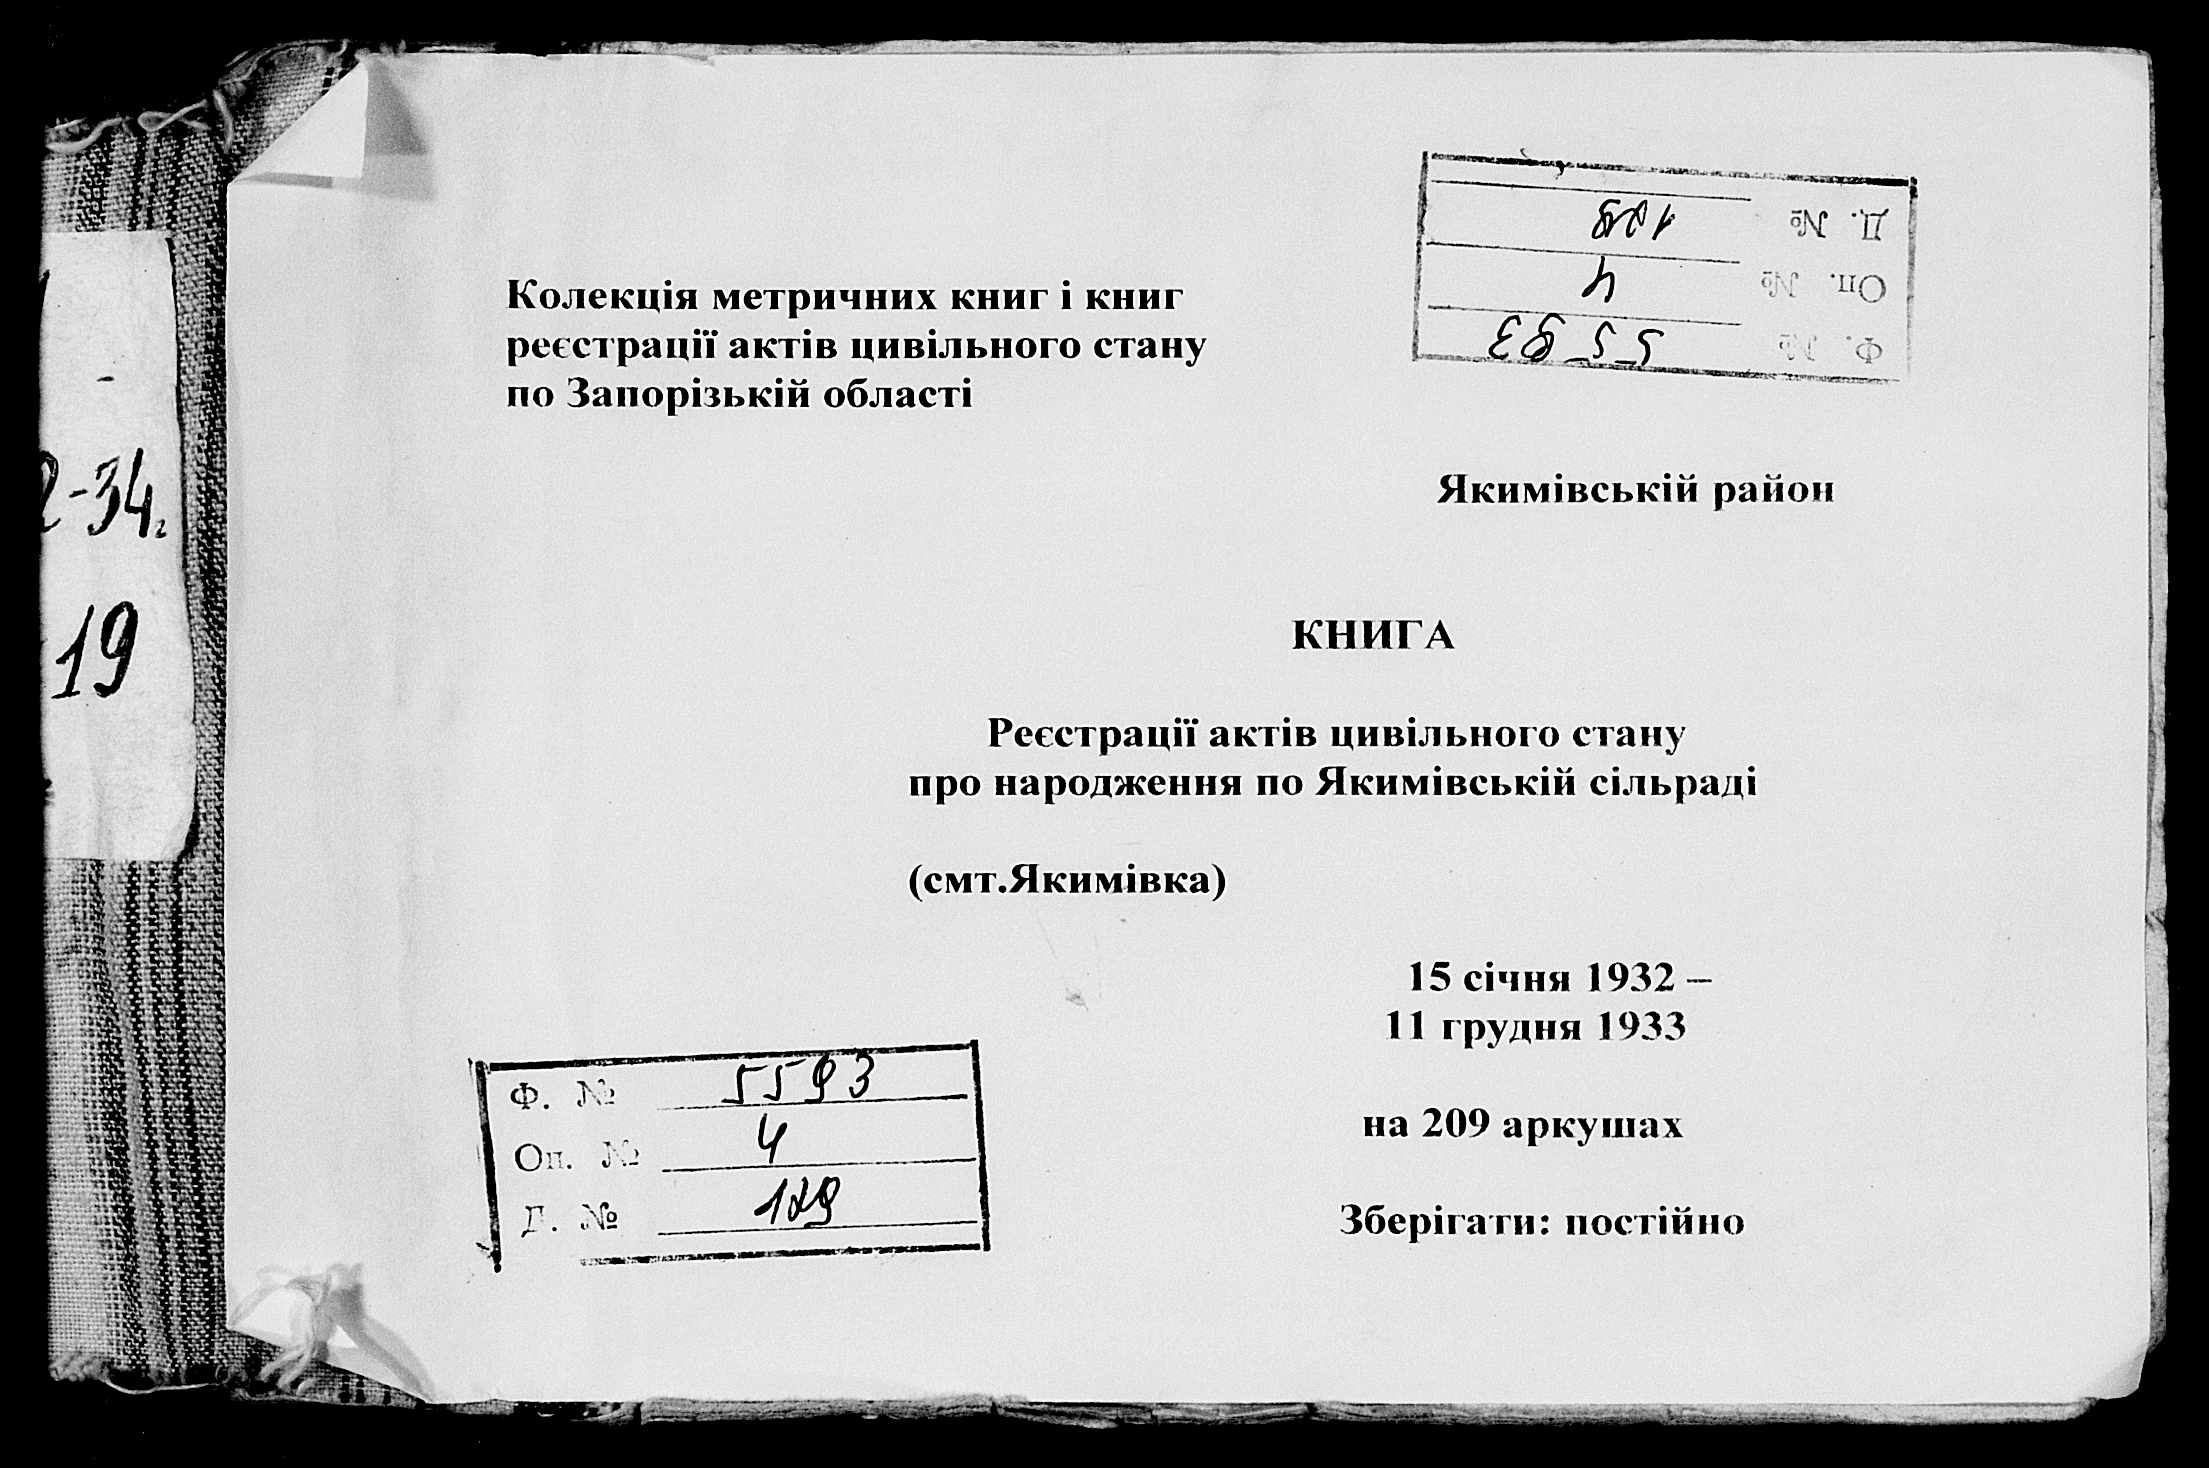 Колекція метричних книг і книг
реєстрації актів цивільного стану
по Запорізькій області
Д. №
Оп. № 4
Ф. № 5593
Якимівській район
КНИГА
Реєстрації актів цивільного стану
про народження по Якимівській сільраді
(смт.Якимівка)
15 січня 1932 –
11 грудня 1933
на 209 аркушах
Зберігати: постійно
Ф. № 5593
Оп. № 4
Д. №
2-34г
19